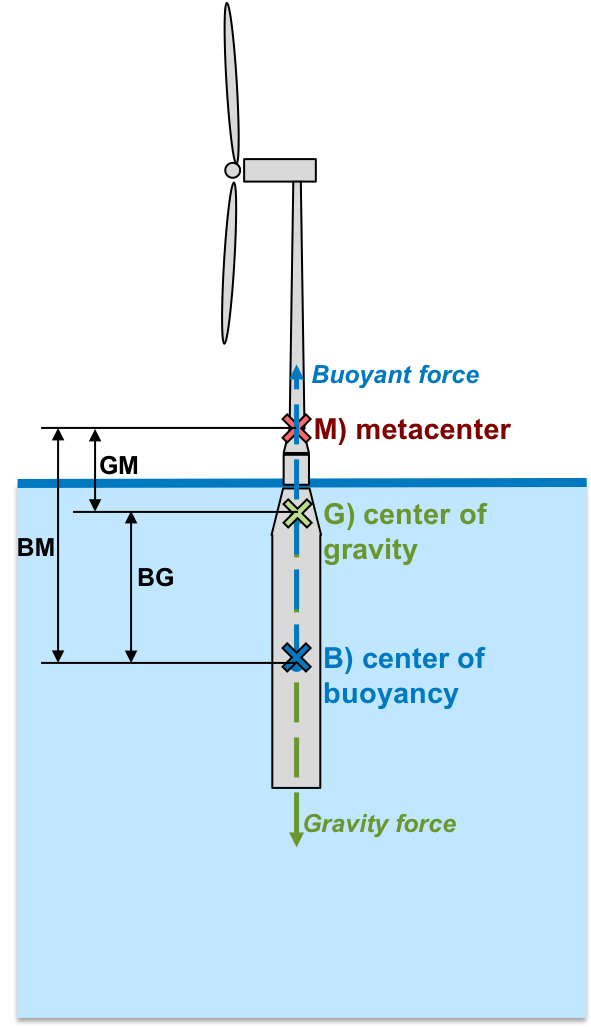 Buoyant force
M) metacenter
GM
G) center of
gravity
BM
BG
B) center of
buoyancy
Gravity force